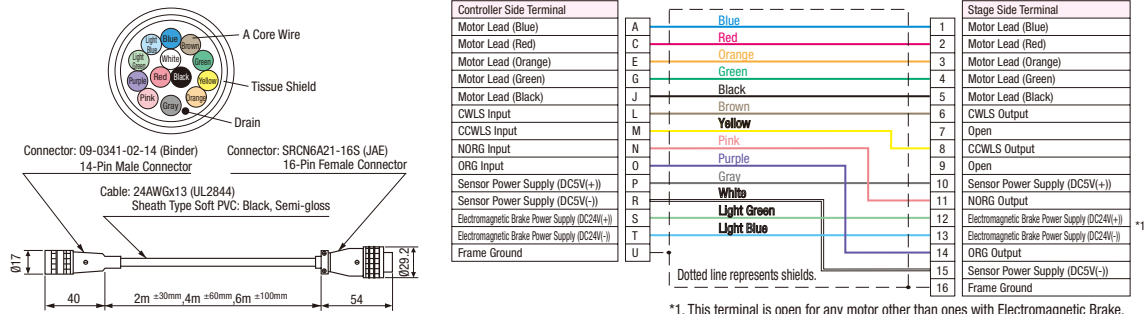 Light
Blue
Blue
Brown
Light
Green
White
Green
Purple
Red
Black
Yellow
Pink
Gray
Orange
A Core Wire
Tissue Shield
Drain
Connector: 09-0341-02-14 (Binder)
14-Pin Male Connector
Connector: SRCN6A21-16S (JAE)
16-Pin Female Connector
Cable: 24AWGx13 (UL2844)
Sheath Type Soft PVC: Black, Semi-gloss
Ø17
Ø29.2
40
2m ±30mm,4m ±60mm,6m ±100mm
54
Controller Side Terminal
Motor Lead (Blue) A
Motor Lead (Red) C
Motor Lead (Orange) E
Motor Lead (Green) G
Motor Lead (Black) J
CWLS Input L
CCWLS Input M
NORG Input N
ORG Input O
Sensor Power Supply (DC5V(+)) P
Sensor Power Supply (DC5V(-)) R
Electromagnetic Brake Power Supply (DC24V(+)) S
Electromagnetic Brake Power Supply (DC24V(-)) T
Frame Ground U
Blue
Red
Orange
Green
Black
Brown
Yellow
Pink
Purple
Gray
White
Light Green
Light Blue
Dotted line represents shields.
Stage Side Terminal
1 Motor Lead (Blue)
2 Motor Lead (Red)
3 Motor Lead (Orange)
4 Motor Lead (Green)
5 Motor Lead (Black)
6 CWLS Output
7 Open
8 CCWLS Output
9 Open
10 Sensor Power Supply (DC5V(+))
11 NORG Output
12 Electromagnetic Brake Power Supply (DC24V(+))
13 Electromagnetic Brake Power Supply (DC24V(-))
*1
14 ORG Output
15 Sensor Power Supply (DC5V(-))
16 Frame Ground
*1. This terminal is open for any motor other than ones with Electromagnetic Brake.